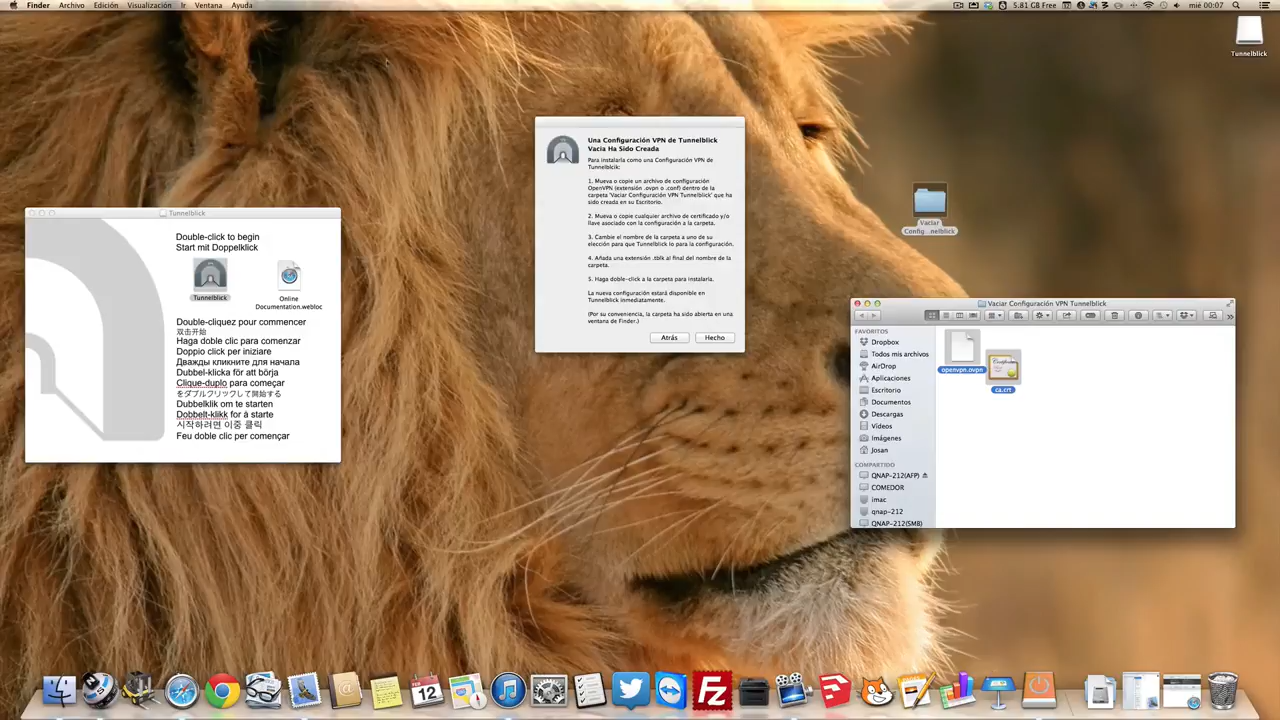 Finder Archivo Edición Visualización Ir Ventana Ayuda
5.81 GB Free
mié 00:07
Tunnelblick
Una Configuración VPN de Tunnelblick
Vacia Ha Sido Creada
Para instalarla como una Configuración VPN de
Tunnelblcik:
1. Mueva o copie un archivo de configuración
OpenVPN (extensión .ovpn o .conf) dentro de la
carpeta 'Vaciar Configuración VPN Tunnelblick' que ha
sido creada en su Escritorio.
2. Mueva o copie cualquier archivo de certificado y/o
llave asociado con la configuración a la carpeta.
3. Cambie el nombre de la carpeta a uno de su
elección para que Tunnelblick lo para la configuración.
4. Añada una extensión .tblk al final del nombre de la
carpeta.
5. Haga doble-click a la carpeta para instalarla.
La nueva configuración estará disponible en
Tunnelblick inmediatamente.
(Por su conveniencia, la carpeta ha sido abierta en una
ventana de Finder.)
Atrás
Hecho
Vaciar
Config...nelblick
Tunnelblick
Double-click to begin
Start mit Doppelklick
Tunnelblick
Online
Documentation.webloc
Double-cliquez pour commencer
双击开始
Haga doble clic para comenzar
Doppio click per iniziare
Дважды кликните для начала
Dubbel-klicka för att börja
Clique-duplo para começar
をダブルクリックして開始する
Dubbelklik om te starten
Dobbelt-klikk for å starte
시작하려면 이중 클릭
Feu doble clic per començar
Vaciar Configuración VPN Tunnelblick
FAVORITOS
Dropbox
Todos mis archivos
AirDrop
Aplicaciones
Escritorio
Documentos
Descargas
Vídeos
Imágenes
Josan
COMPARTIDO
QNAP-212(AFP)
COMEDOR
imac
qnap-212
QNAP-212(SMB)
openvpn.ovpn
ca.crt
12
FZ